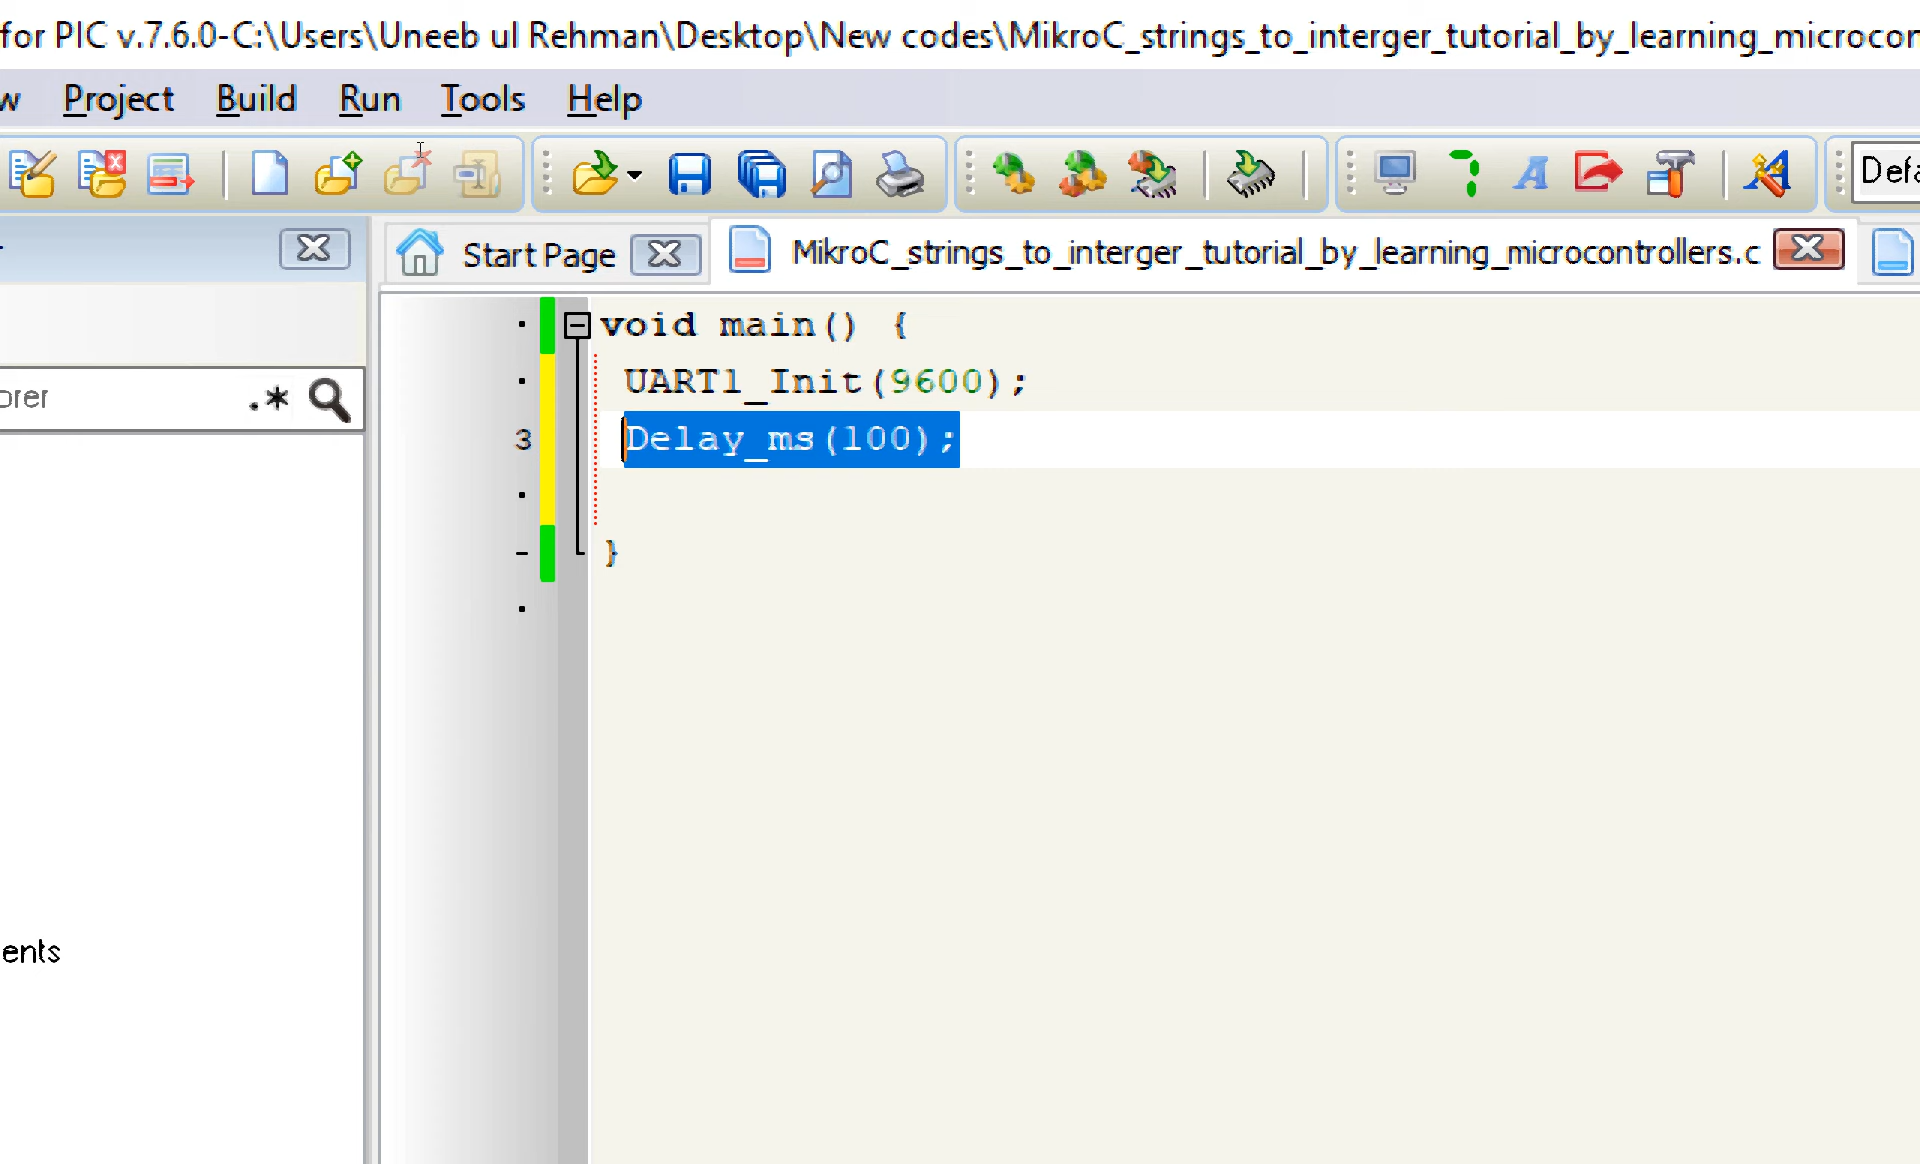 for PIC v.7.6.0-C:\Users\Uneeb ul Rehman\Desktop\New codes\MikroC_strings_to_interger_tutorial_by_learning_microcon
w Project Build Run Tools Help
Defa
Start Page MikroC_strings_to_interger_tutorial_by_learning_microcontrollers.c
void main() {
UART1_Init(9600);
orer .*
3 Delay_ms(100);
}
ents